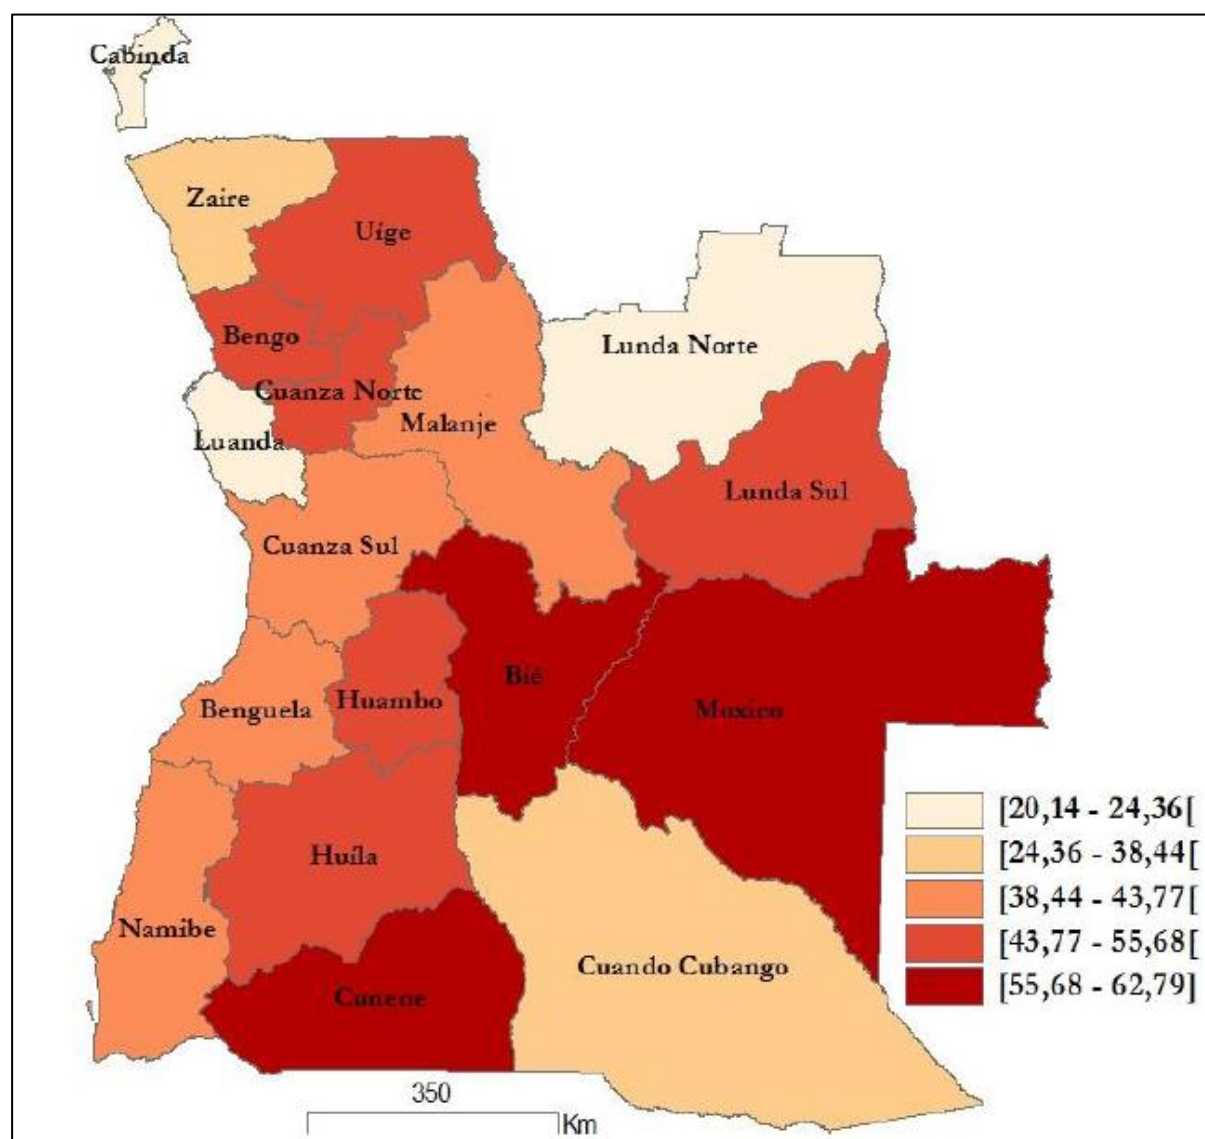 Cabinda
Zaire
Uíge
Bengo
Lunda Norte
Cuanza Norte
Malanje
Luanda
Lunda Sul
Cuanza Sul
Bié
Huambo
Benguela
Moxico
[20,14 - 24,36[
[24,36 - 38,44[
[38,44 - 43,77[
[43,77 - 55,68[
[55,68 - 62,79]
Huíla
Namibe
Cuando Cubango
Cunene
350
Km